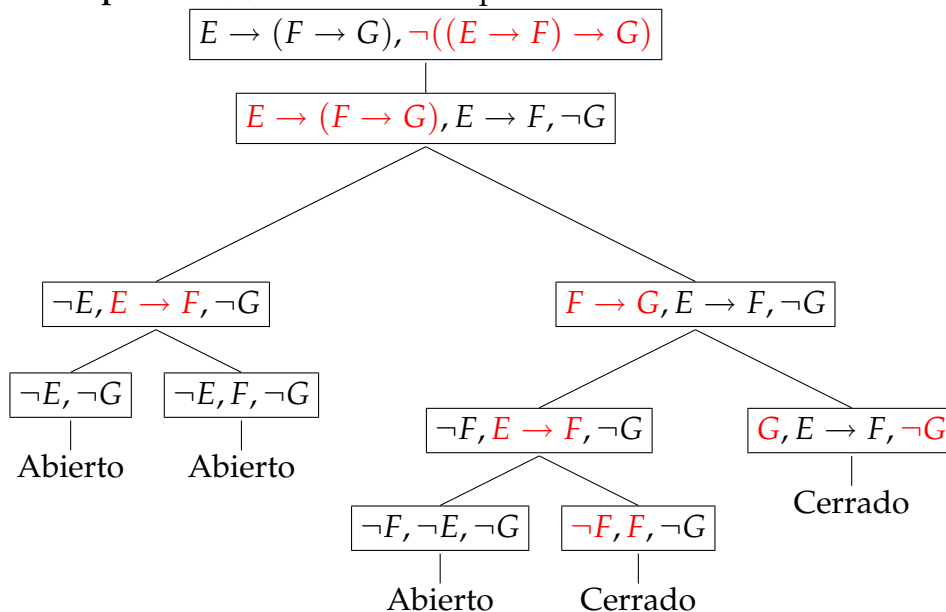 E → (F → G), ¬((E → F) → G)
E → (F → G), E → F, ¬G
¬E, E → F, ¬G
F → G, E → F, ¬G
¬E, ¬G
¬E, F, ¬G
¬F, E → F, ¬G
G, E → F, ¬G
Abierto
Abierto
Cerrado
¬F, ¬E, ¬G
¬F, F, ¬G
Abierto
Cerrado